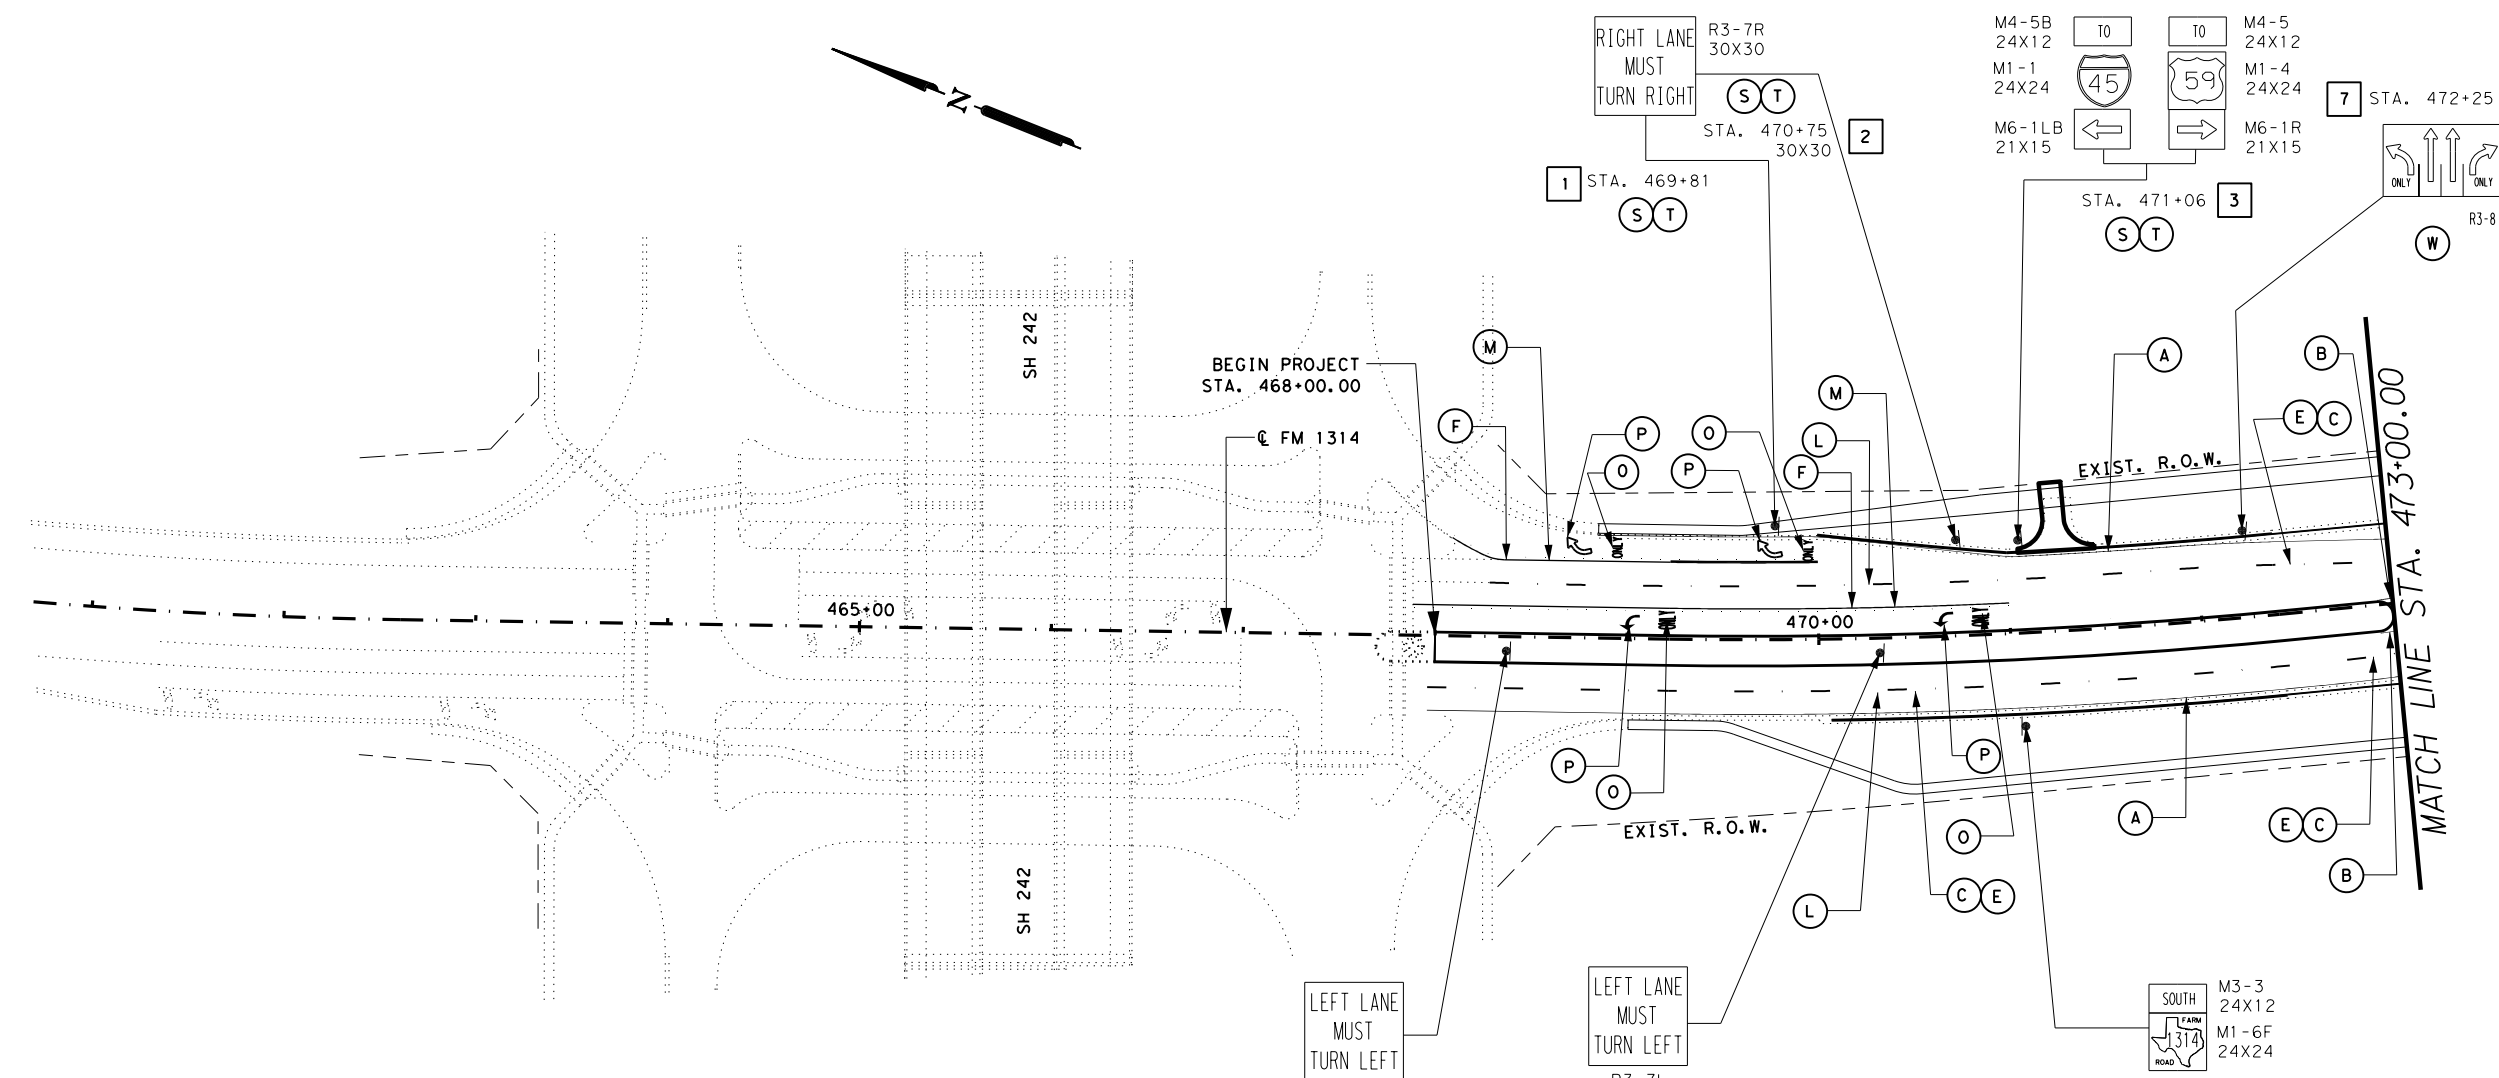 RIGHT LANE
MUST
TURN RIGHT
R3-7R
30X30
S T
STA. 470+75
30X30
2
1
STA. 469+81
S T
M4-5B
24X12
TO
TO
M4-5
24X12
M1-1
24X24
45
59
M1-4
24X24
M6-1LB
21X15
M6-1R
21X15
STA. 471+06
3
S T
7
STA. 472+25
ONLY
ONLY
R3-8
W
N
SH 242
BEGIN PROJECT
STA. 468+00.00
℄ FM 1314
M
F
P
O
P
O
M
L
F
A
B
E C
EXIST. R.O.W.
ONLY
ONLY
465+00
470+00
ONLY
ONLY
MATCH LINE STA. 473+00.00
P
O
P
O
A
E C
B
L
C E
EXIST. R.O.W.
SH 242
LEFT LANE
MUST
TURN LEFT
LEFT LANE
MUST
TURN LEFT
SOUTH
M3-3
24X12
FARM
1314
ROAD
M1-6F
24X24